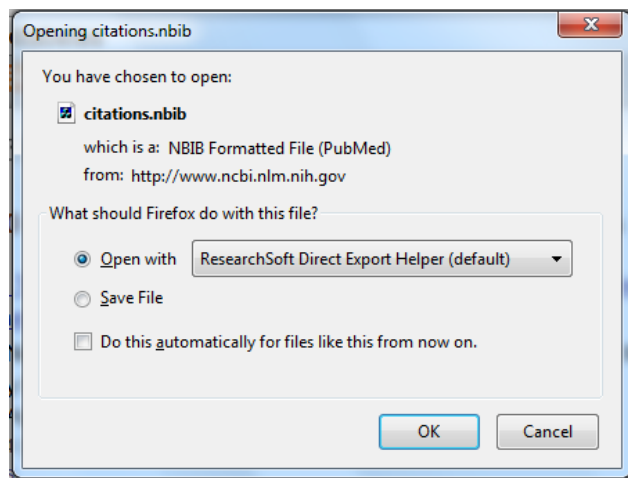 Opening citations.nbib
You have chosen to open:
citations.nbib
which is a: NBIB Formatted File (PubMed)
from: http://www.ncbi.nlm.nih.gov
What should Firefox do with this file?
Open with ResearchSoft Direct Export Helper (default)
Save File
Do this automatically for files like this from now on.
OK Cancel